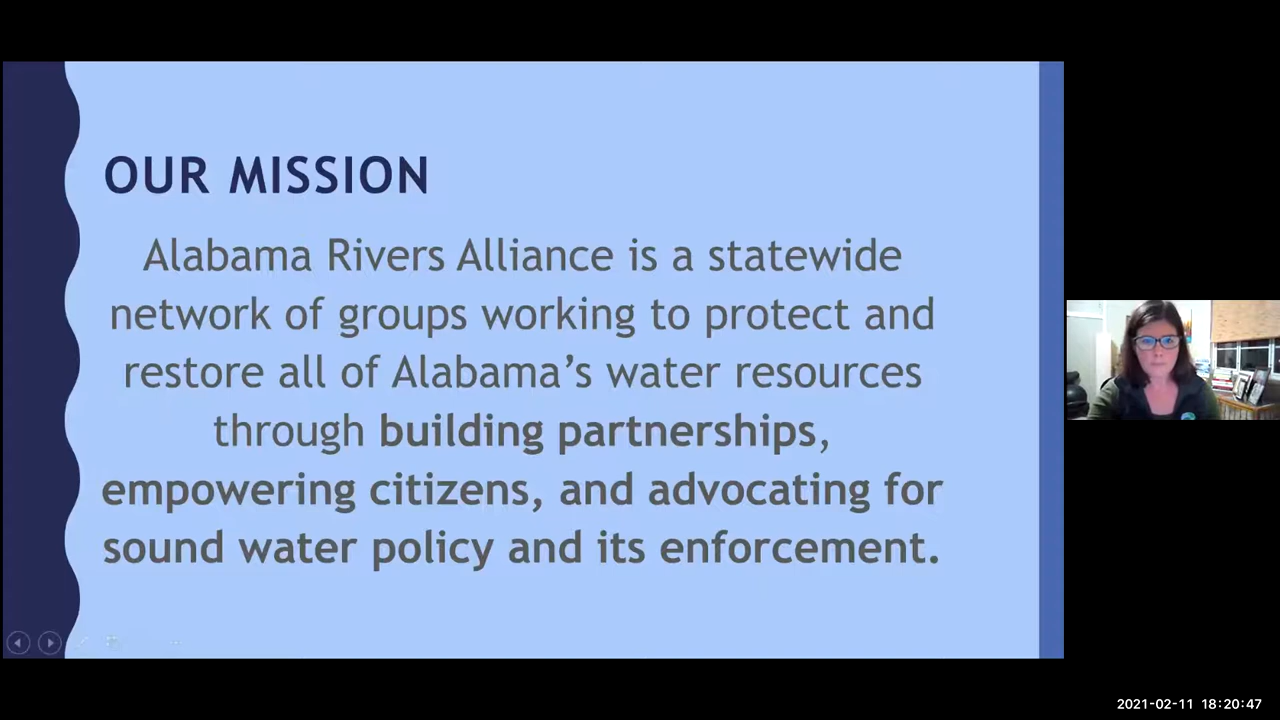 OUR MISSION
Alabama Rivers Alliance is a statewide
network of groups working to protect and
restore all of Alabama’s water resources
through building partnerships,
empowering citizens, and advocating for
sound water policy and its enforcement.
2021-02-11 18:20:47